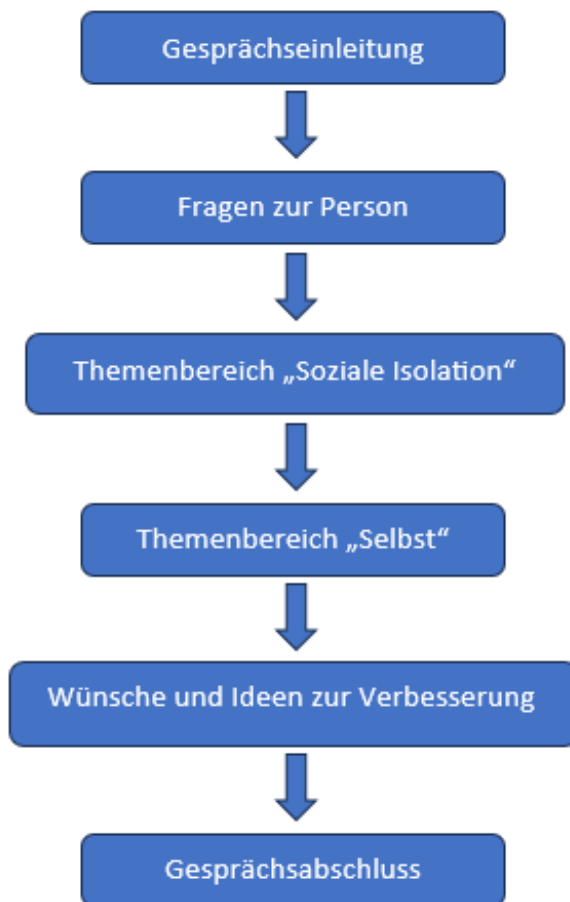 Gesprächseinleitung
Fragen zur Person
Themenbereich „Soziale Isolation“
Themenbereich „Selbst“
Wünsche und Ideen zur Verbesserung
Gesprächsabschluss